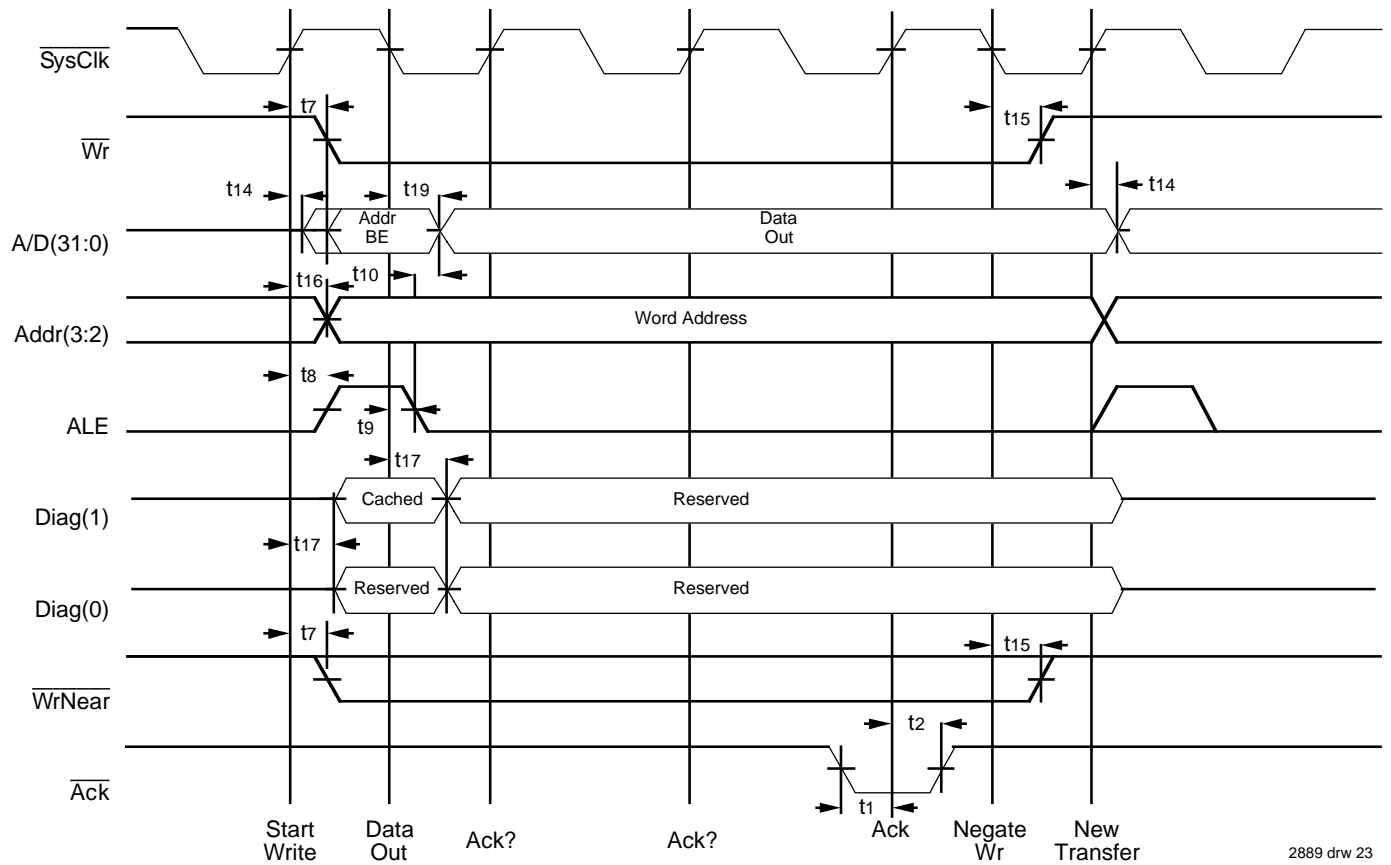 SysClk
t7
t15
Wr
t14
t19
t14
Addr
BE
Data
Out
A/D(31:0)
t16
t10
Word Address
Addr(3:2)
t8
ALE
t9
t17
Cached
Reserved
Diag(1)
t17
Reserved
Reserved
Diag(0)
t7
t15
WrNear
t2
Ack
t1
Start
Write
Data
Out
Ack?
Ack?
Ack
Negate
Wr
New
Transfer
2889 drw 23